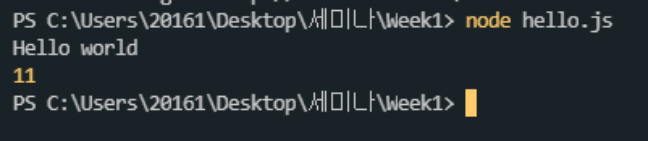 PS C:\Users\20161\Desktop\세미나\Week1> node hello.js
Hello world
11
PS C:\Users\20161\Desktop\세미나\Week1>